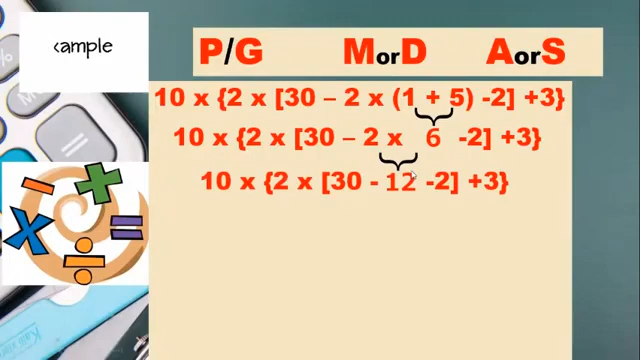 ‹ample
P/G MorD AorS
10 x {2 x [30 – 2 x (1 + 5) -2] +3}
10 x {2 x [30 – 2 x 6 -2] +3}
10 x {2 x [30 - 12 -2] +3}